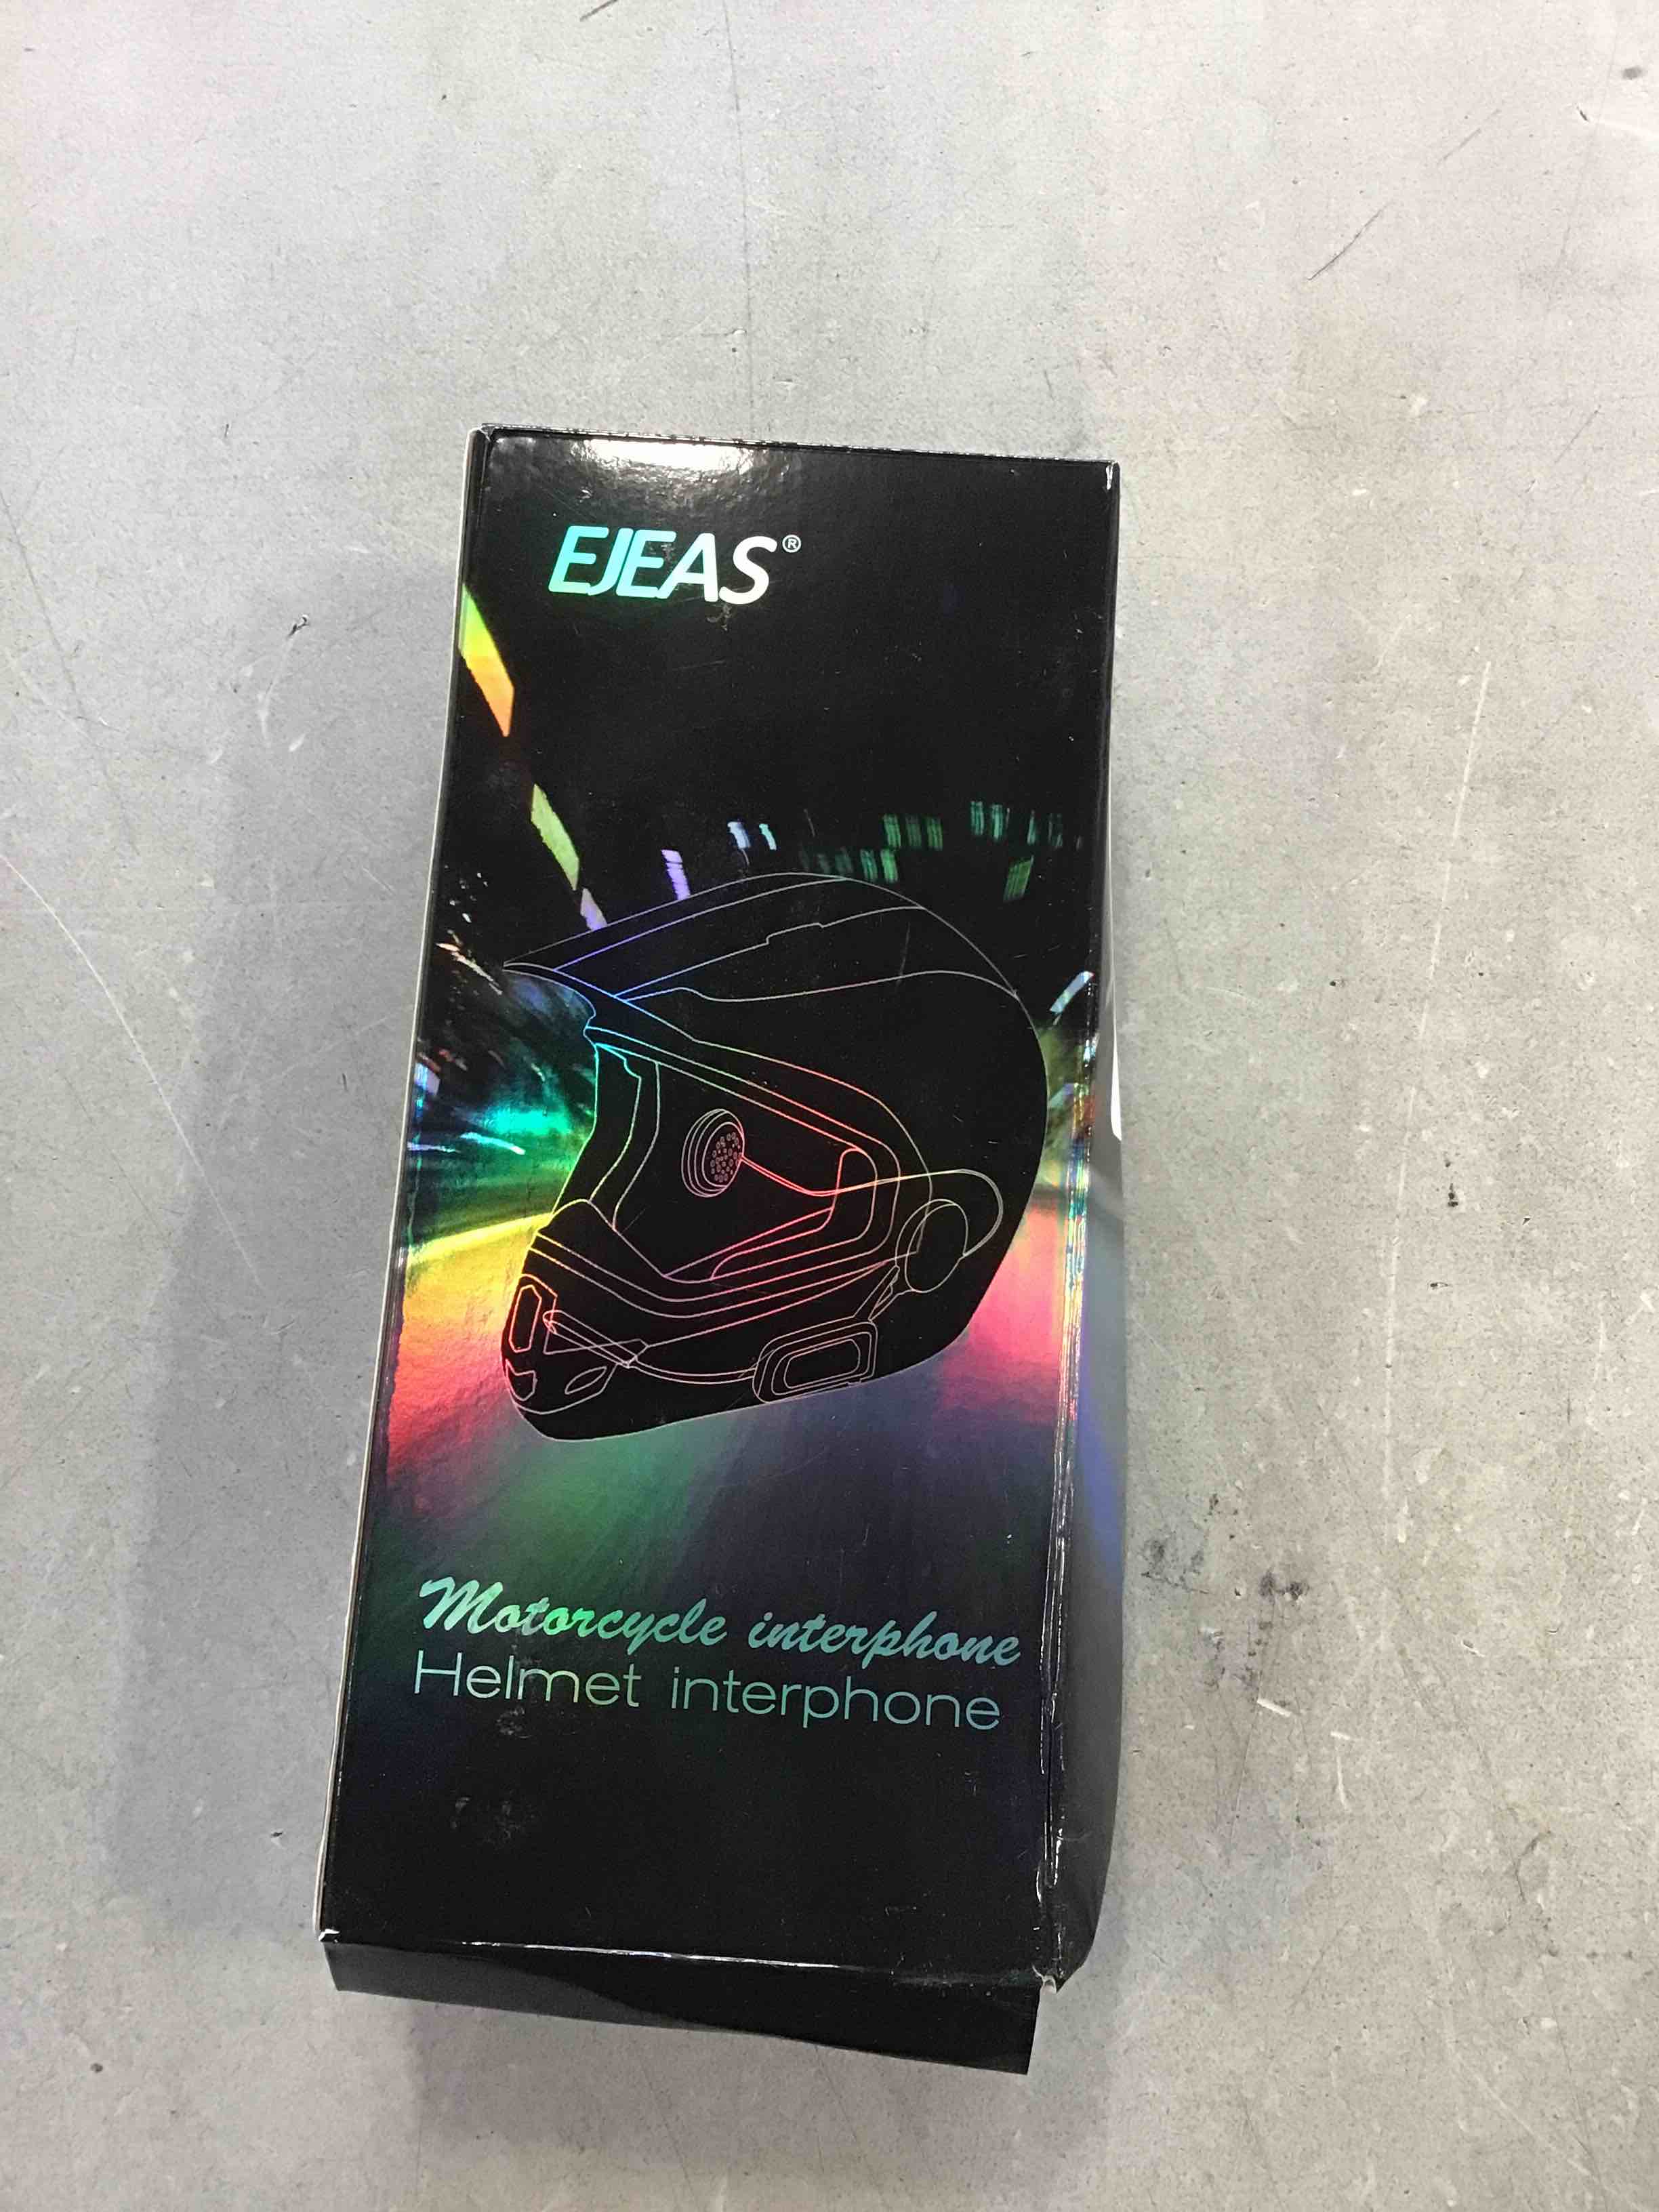 EJEAS®
Motorcycle interphone
Helmet interphone